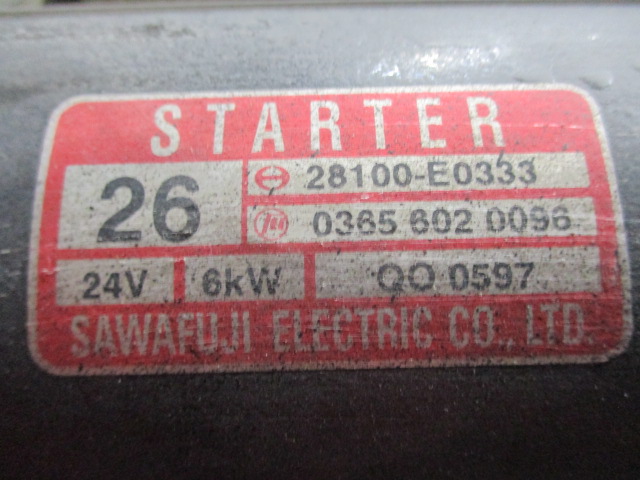 STARTER
26
28100-E0333
0365 602 0096
24V 6kW QO 0597
SAWAFUJI ELECTRIC CO., LTD.